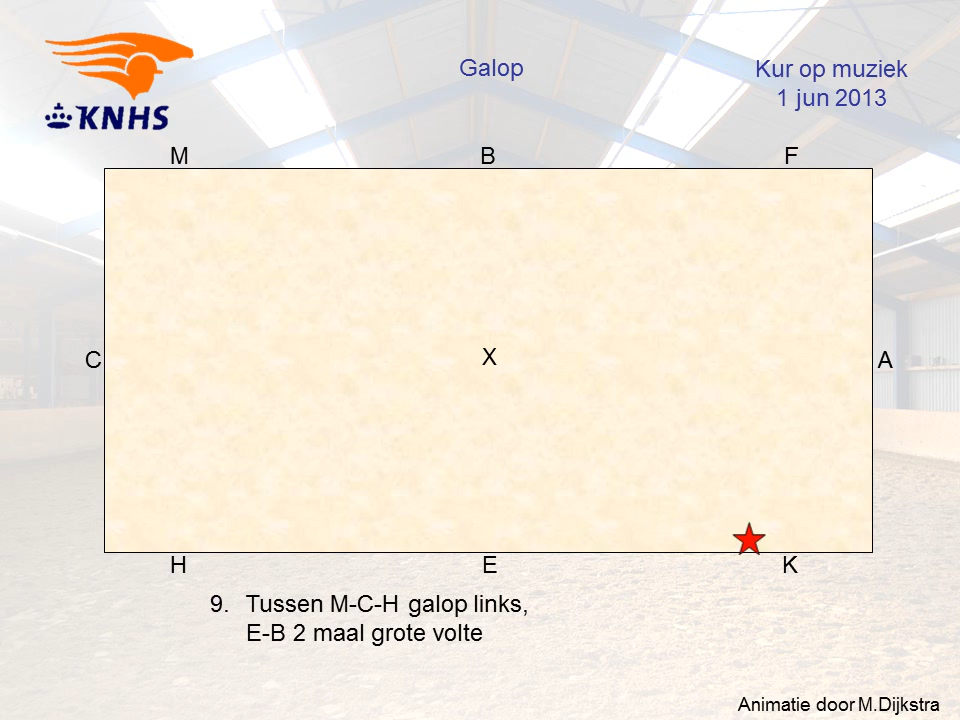 KNHS
Galop
Kur op muziek
1 jun 2013
M B F
C X A
H E K
9. Tussen M-C-H galop links,
E-B 2 maal grote volte
Animatie door M.Dijkstra